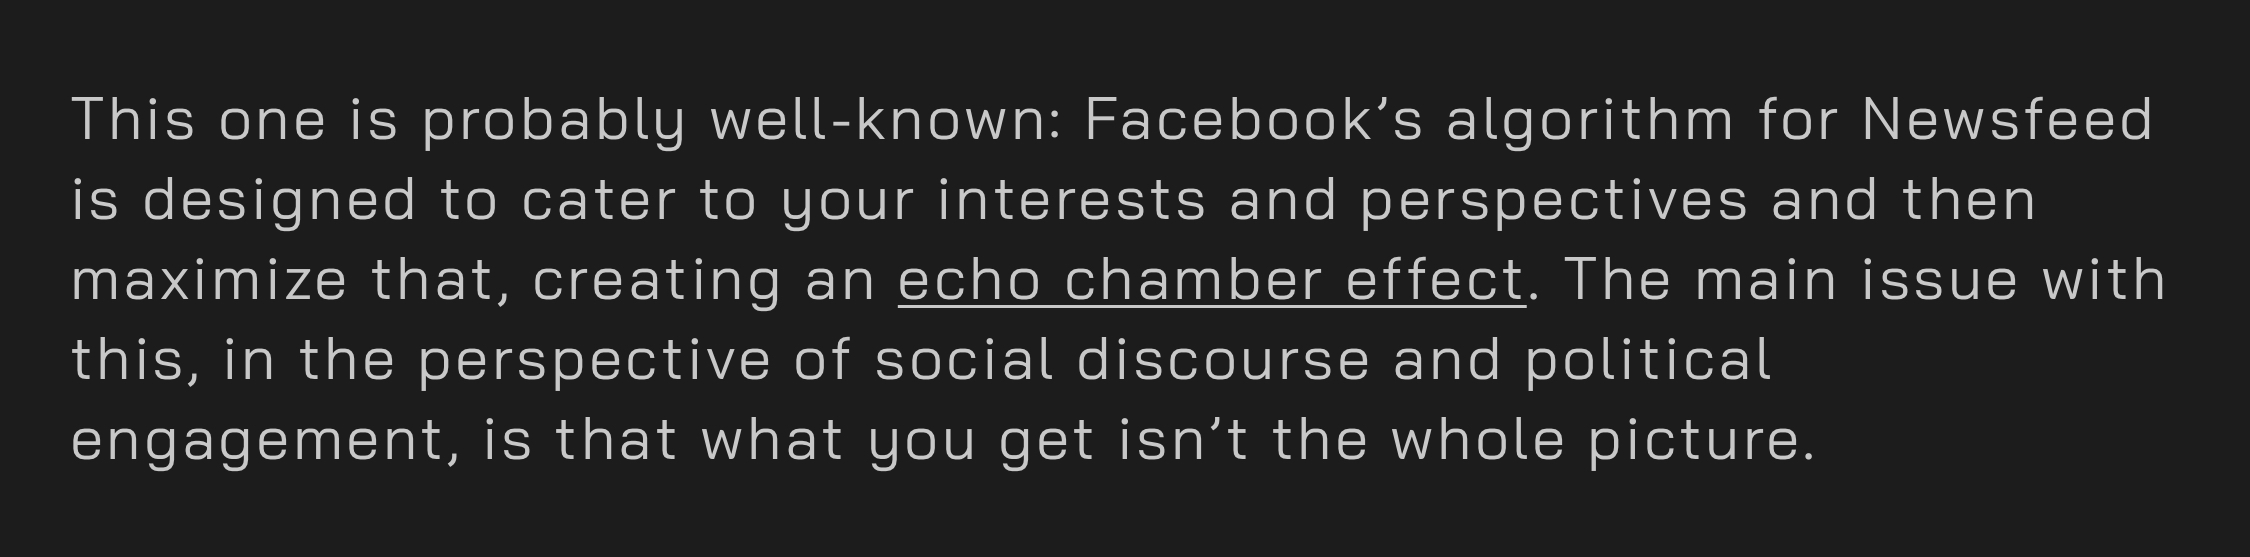 This one is probably well-known: Facebook’s algorithm for Newsfeed
is designed to cater to your interests and perspectives and then
maximize that, creating an echo chamber effect. The main issue with
this, in the perspective of social discourse and political
engagement, is that what you get isn’t the whole picture.